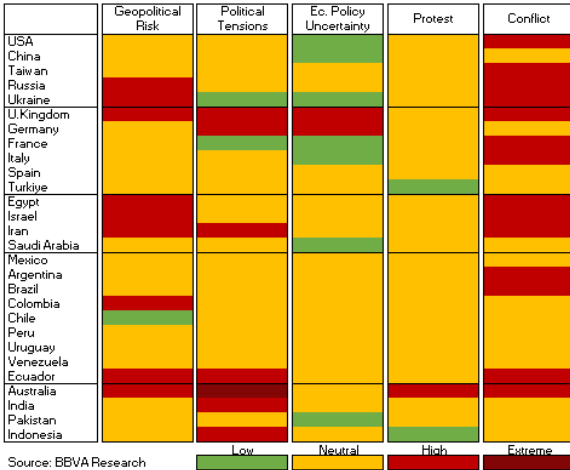 Geopolitical Risk
Political Tensions
Ec. Policy Uncertainty
Protest
Conflict
USA
China
Taiwan
Russia
Ukraine
U.Kingdom
Germany
France
Italy
Spain
Turkiye
Egypt
Israel
Iran
Saudi Arabia
Mexico
Argentina
Brazil
Colombia
Chile
Peru
Uruguay
Venezuela
Ecuador
Australia
India
Pakistan
Indonesia
Low Neutral High Extreme
Source: BBVA Research